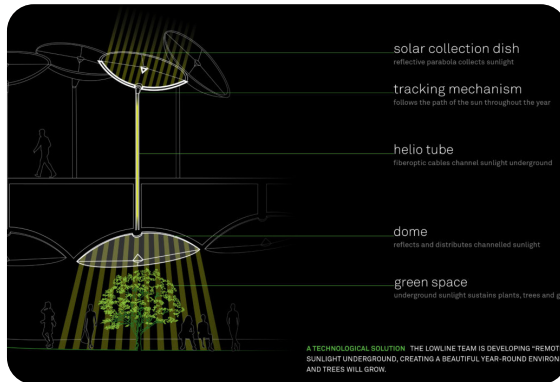 solar collection dish
reflective parabola collects sunlight
tracking mechanism
follows the path of the sun throughout the year
helio tube
fiberoptic cables channel sunlight underground
dome
reflects and distributes channelled sunlight
green space
underground sunlight sustains plants, trees and g
A TECHNOLOGICAL SOLUTION THE LOWLINE TEAM IS DEVELOPING "REMOT
SUNLIGHT UNDERGROUND, CREATING A BEAUTIFUL YEAR-ROUND ENVIRON
AND TREES WILL GROW.